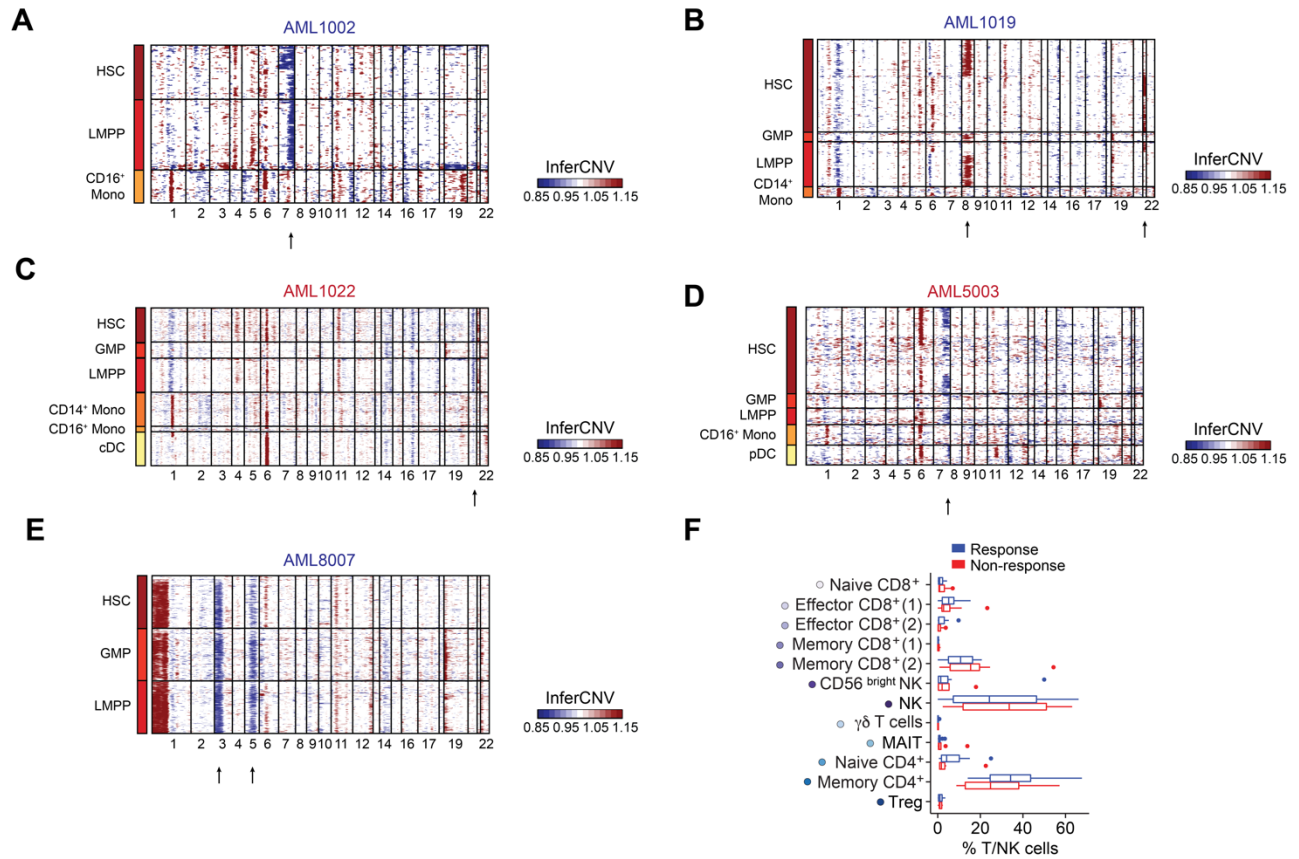 A
AML1002
HSC
LMPP
CD16⁺
Mono
1 2 3 4 5 6 7 8 9 10 11 12 14 16 17 19 22
InferCNV
0.85 0.95 1.05 1.15
B
AML1019
HSC
GMP
LMPP
CD14⁺
Mono
1 2 3 4 5 6 7 8 9 10 11 12 14 16 17 19 22
InferCNV
0.85 0.95 1.05 1.15
C
AML1022
HSC
GMP
LMPP
CD14⁺ Mono
CD16⁺ Mono
cDC
1 2 3 4 5 6 7 8 9 10 11 12 14 16 17 19 22
InferCNV
0.85 0.95 1.05 1.15
D
AML5003
HSC
GMP
LMPP
CD16⁺ Mono
pDC
1 2 3 4 5 6 7 8 9 10 11 12 14 16 17 19 22
InferCNV
0.85 0.95 1.05 1.15
E
AML8007
HSC
GMP
LMPP
1 2 3 4 5 6 7 8 9 10 11 12 14 16 17 19 22
InferCNV
0.85 0.95 1.05 1.15
F
Response
Non-response
Naive CD8⁺
Effector CD8⁺(1)
Effector CD8⁺(2)
Memory CD8⁺(1)
Memory CD8⁺(2)
CD56 bright NK
NK
γδ T cells
MAIT
Naive CD4⁺
Memory CD4⁺
Treg
0 20 40 60
% T/NK cells